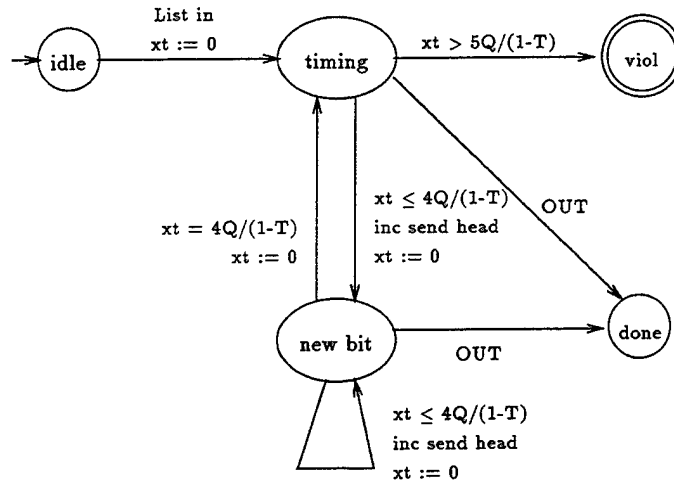 List in
xt := 0
idle
timing
xt > 5Q/(1-T)
viol
xt = 4Q/(1-T)
xt := 0
xt ≤ 4Q/(1-T)
inc send head
xt := 0
OUT
new bit
OUT
done
xt ≤ 4Q/(1-T)
inc send head
xt := 0